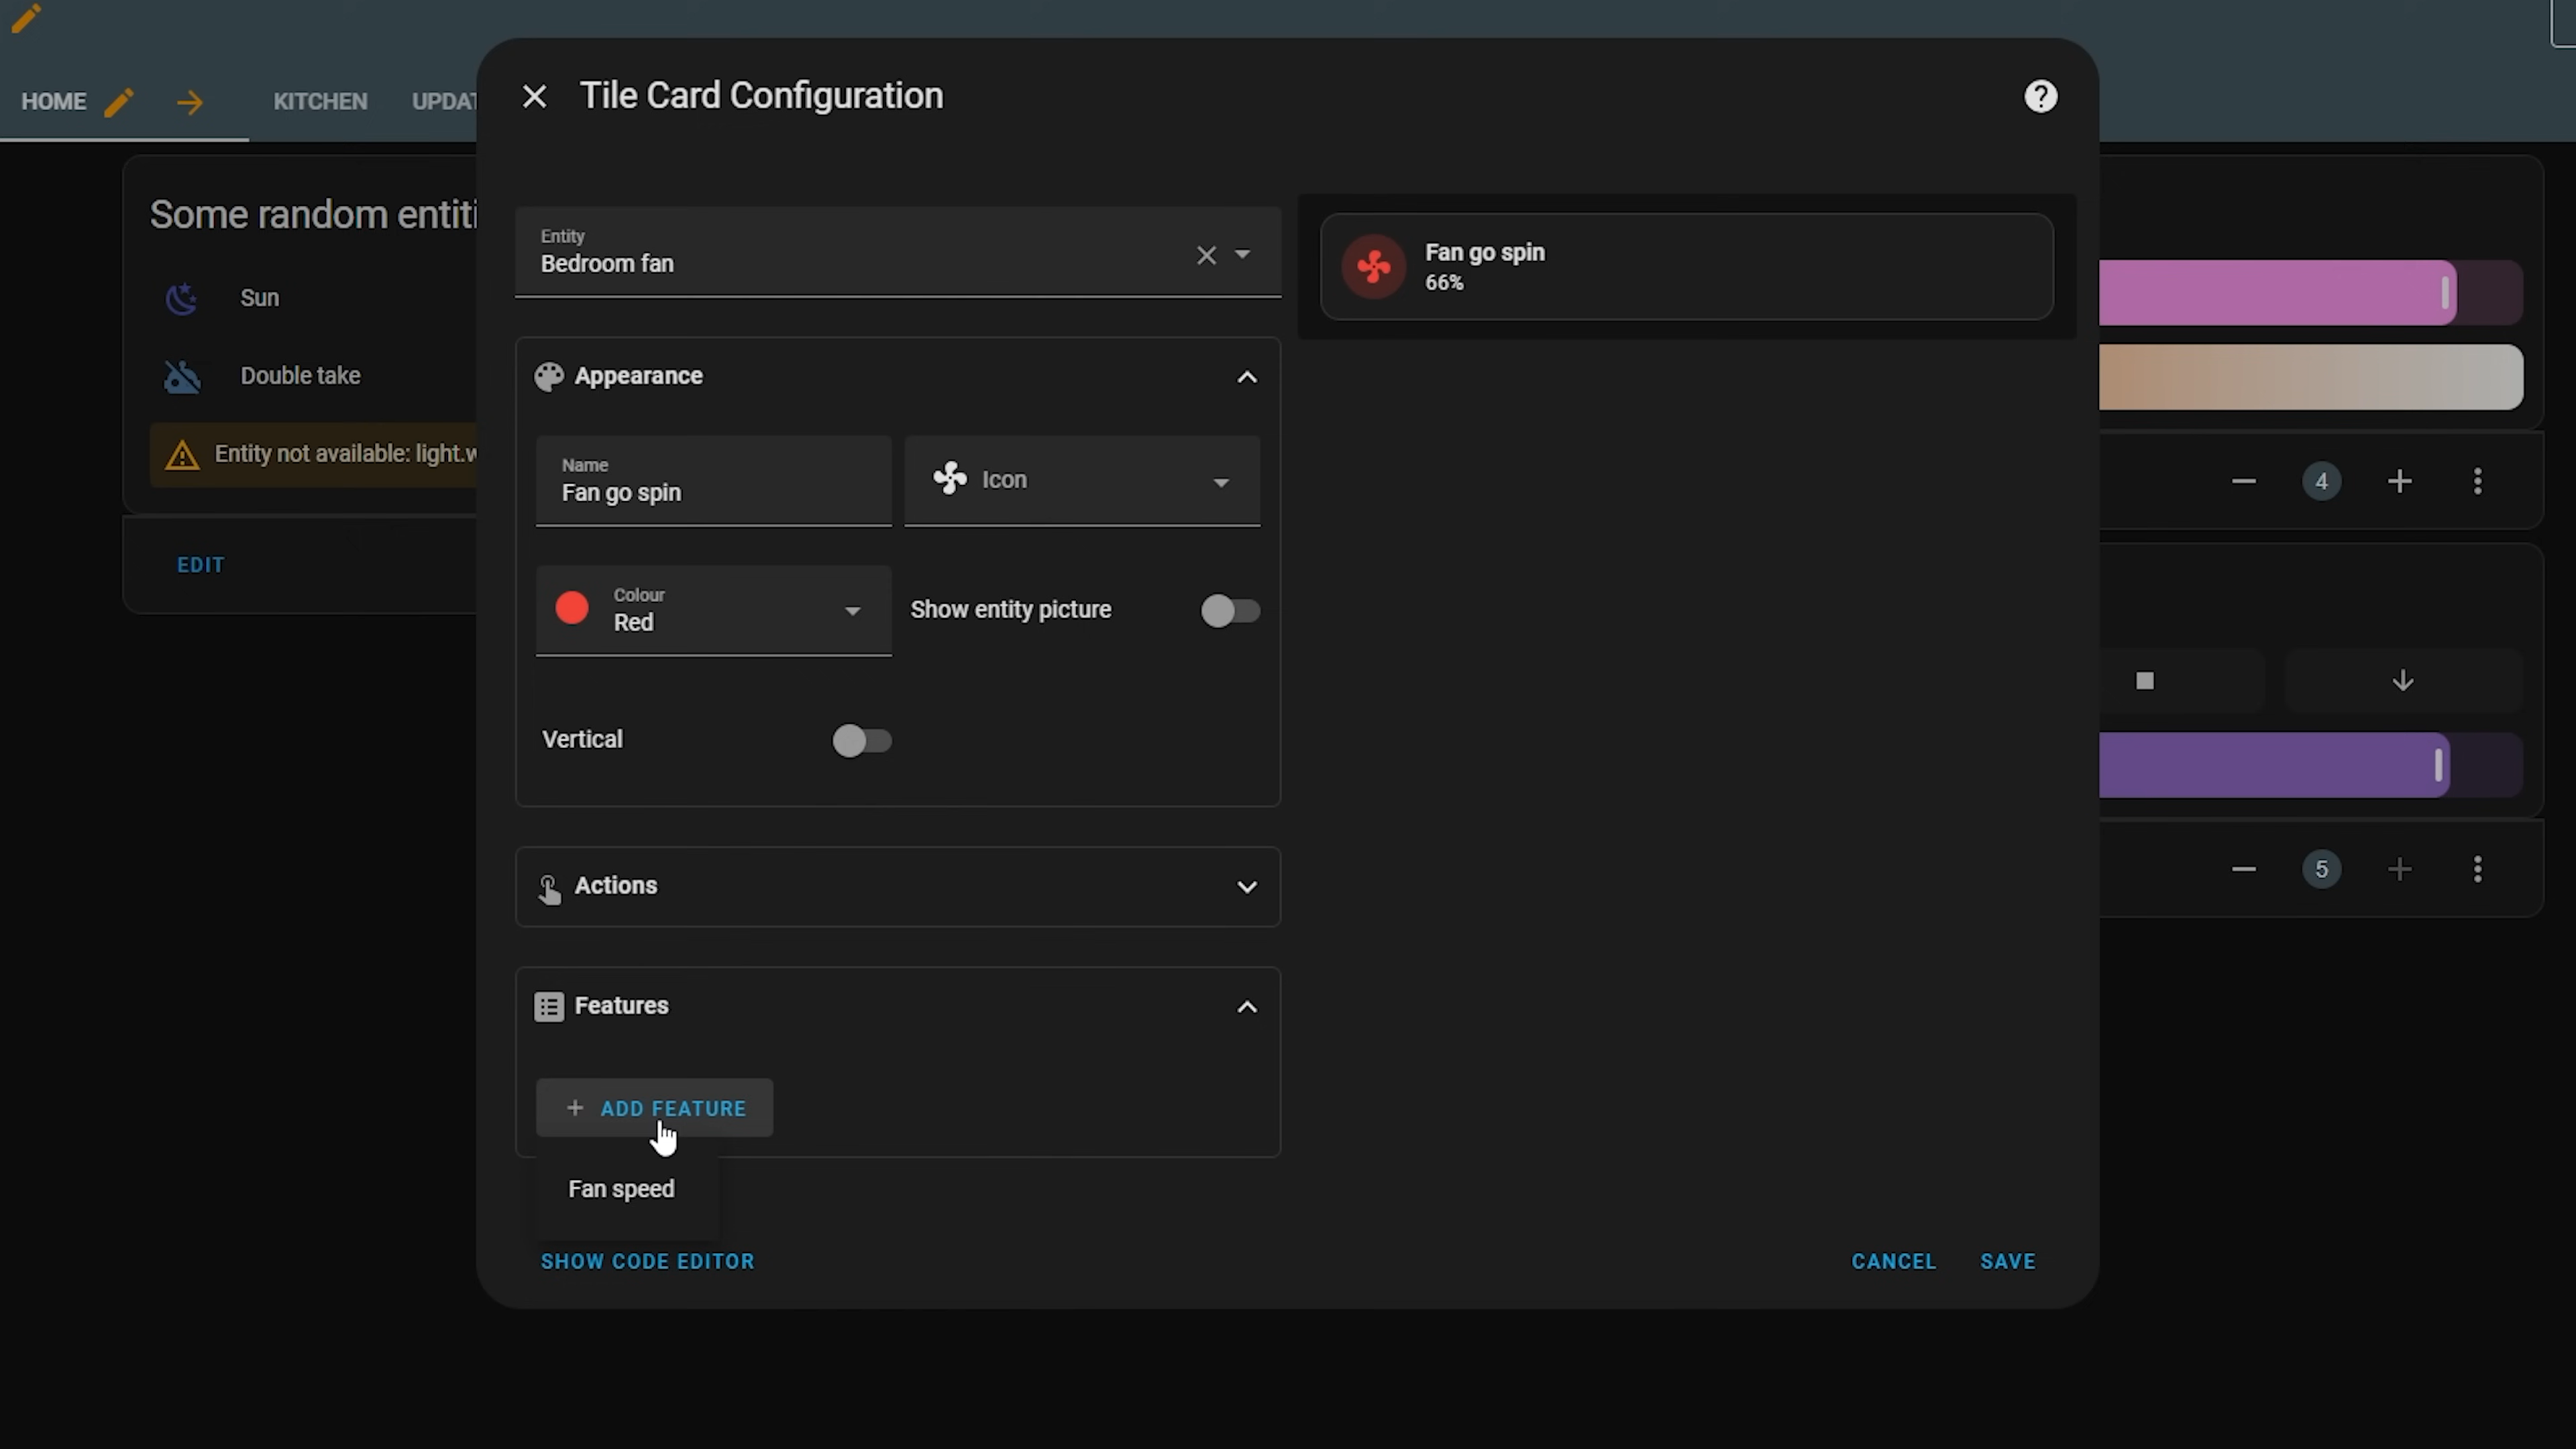 HOME
KITCHEN
UPDAT
Tile Card Configuration
Some random entiti
Sun
Double take
Entity not available: light.w
EDIT
Entity
Bedroom fan
Appearance
Name
Fan go spin
Icon
Colour
Red
Show entity picture
Vertical
Actions
Features
+ ADD FEATURE
Fan speed
SHOW CODE EDITOR
Fan go spin
66%
CANCEL
SAVE
4
5